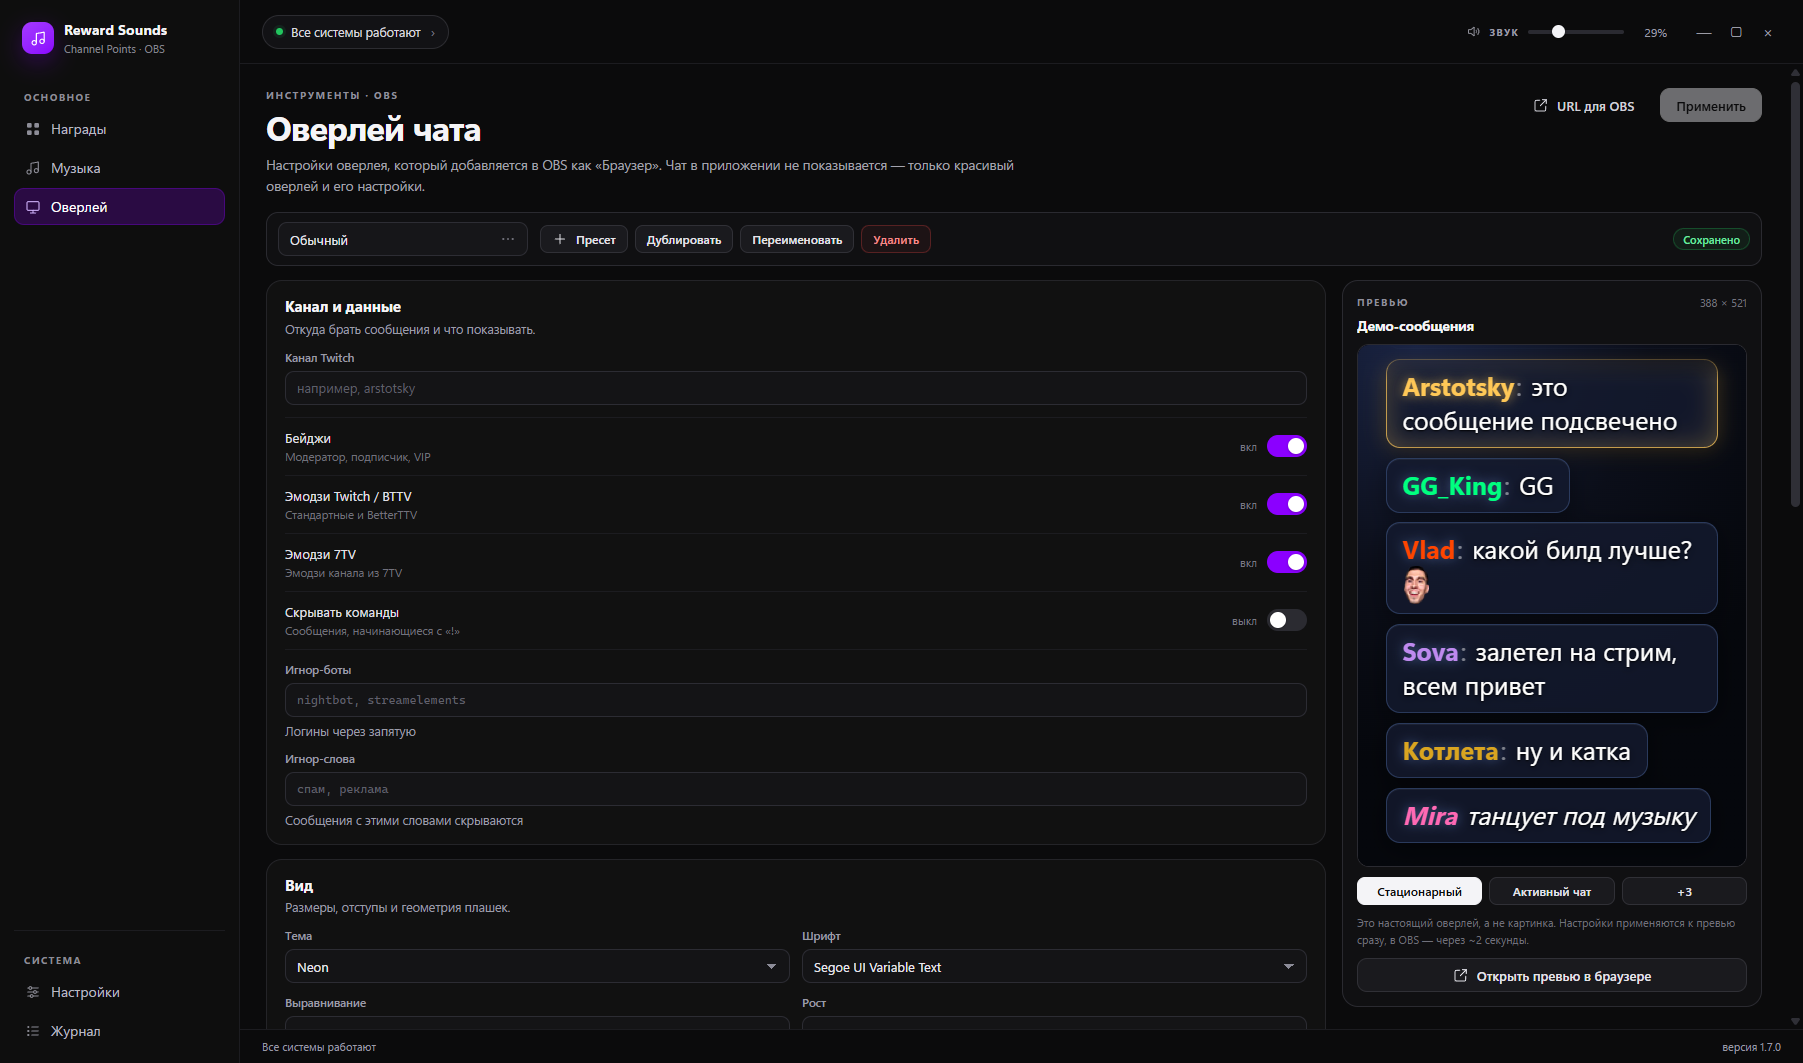 Reward Sounds
Channel Points · OBS
ОСНОВНОЕ
Награды
Музыка
Оверлей
СИСТЕМА
Настройки
Журнал
Все системы работают ›
ЗВУК
29%
ИНСТРУМЕНТЫ · OBS
Оверлей чата
Настройки оверлея, который добавляется в OBS как «Браузер». Чат в приложении не показывается — только красивый
оверлей и его настройки.
URL для OBS
Применить
Обычный
Пресет
Дублировать
Переименовать
Удалить
Сохранено
Канал и данные
Откуда брать сообщения и что показывать.
Канал Twitch
например, arstotsky
Бейджи
Модератор, подписчик, VIP
вкл
Эмодзи Twitch / BTTV
Стандартные и BetterTTV
вкл
Эмодзи 7TV
Эмодзи канала из 7TV
вкл
Скрывать команды
Сообщения, начинающиеся с «!»
выкл
Игнор-боты
nightbot, streamelements
Логины через запятую
Игнор-слова
спам, реклама
Сообщения с этими словами скрываются
Вид
Размеры, отступы и геометрия плашек.
Тема
Neon
Шрифт
Segoe UI Variable Text
Выравнивание
Рост
ПРЕВЬЮ
388 × 521
Демо-сообщения
Arstotsky: это
сообщение подсвечено
GG_King: GG
Vlad: какой билд лучше?
Sova: залетел на стрим,
всем привет
Котлета: ну и катка
Mira танцует под музыку
Стационарный
Активный чат
+3
Это настоящий оверлей, а не картинка. Настройки применяются к превью
сразу, в OBS — через ~2 секунды.
Открыть превью в браузере
Все системы работают
версия 1.7.0